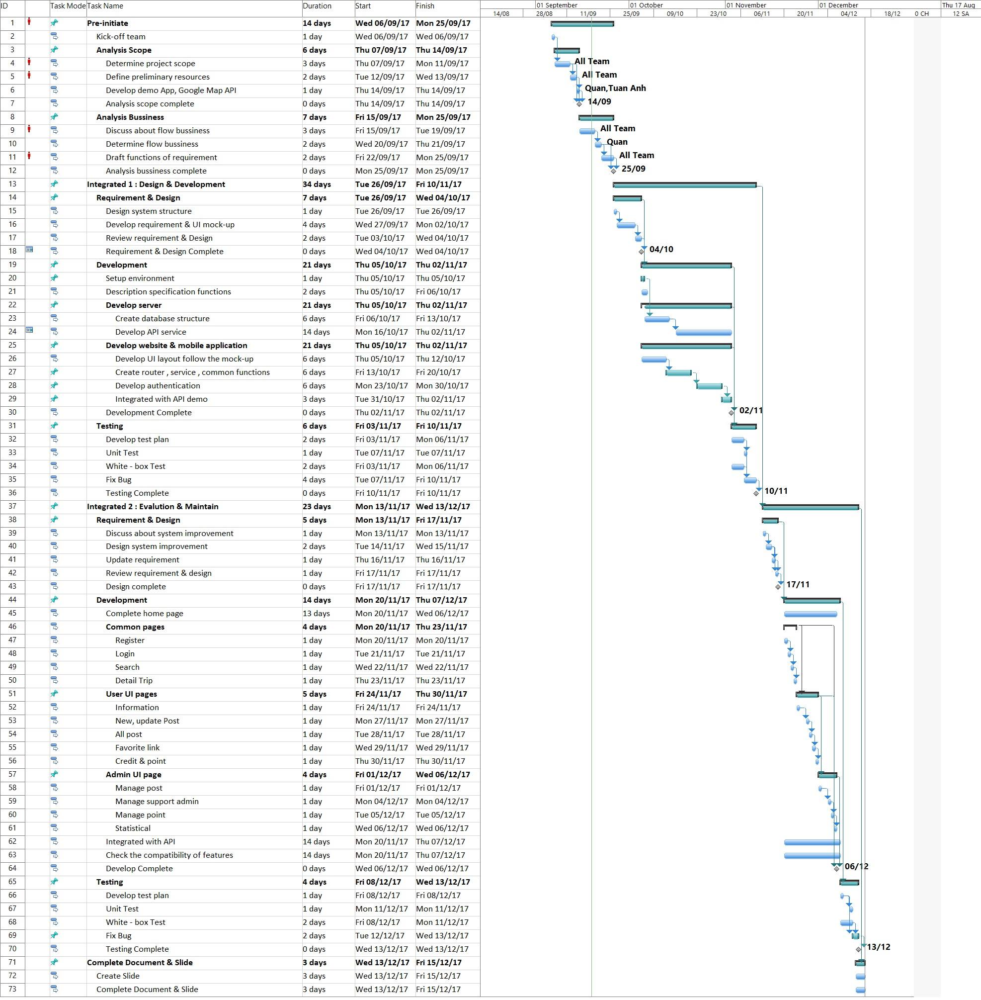 ID Task Mode Task Name Duration Start Finish 01 September 01 October 01 November 01 December Thu 17 Aug
14/08 28/08 11/09 25/09 09/10 23/10 06/11 20/11 04/12 18/12 0 CH 12 SA
1 Pre-initiate 14 days Wed 06/09/17 Mon 25/09/17
2 Kick-off team 1 day Wed 06/09/17 Wed 06/09/17
3 Analysis Scope 6 days Thu 07/09/17 Thu 14/09/17
4 Determine project scope 3 days Thu 07/09/17 Mon 11/09/17 All Team
5 Define preliminary resources 2 days Tue 12/09/17 Wed 13/09/17 All Team
6 Develop demo App, Google Map API 1 day Thu 14/09/17 Thu 14/09/17 Quan,Tuan Anh
7 Analysis scope complete 0 days Thu 14/09/17 Thu 14/09/17 14/09
8 Analysis Bussiness 7 days Fri 15/09/17 Mon 25/09/17
9 Discuss about flow bussiness 3 days Fri 15/09/17 Tue 19/09/17 All Team
10 Determine flow bussiness 2 days Wed 20/09/17 Thu 21/09/17 Quan
11 Draft functions of requirement 2 days Fri 22/09/17 Mon 25/09/17 All Team
12 Analysis bussiness complete 0 days Mon 25/09/17 Mon 25/09/17 25/09
13 Integrated 1 : Design & Development 34 days Tue 26/09/17 Fri 10/11/17
14 Requirement & Design 7 days Tue 26/09/17 Wed 04/10/17
15 Design system structure 1 day Tue 26/09/17 Tue 26/09/17
16 Develop requirement & UI mock-up 4 days Wed 27/09/17 Mon 02/10/17
17 Review requirement & Design 2 days Tue 03/10/17 Wed 04/10/17
18 Requirement & Design Complete 0 days Wed 04/10/17 Wed 04/10/17 04/10
19 Development 21 days Thu 05/10/17 Thu 02/11/17
20 Setup environment 1 day Thu 05/10/17 Thu 05/10/17
21 Description specification functions 2 days Thu 05/10/17 Fri 06/10/17
22 Develop server 21 days Thu 05/10/17 Thu 02/11/17
23 Create database structure 6 days Fri 06/10/17 Fri 13/10/17
24 Develop API service 14 days Mon 16/10/17 Thu 02/11/17
25 Develop website & mobile application 21 days Thu 05/10/17 Thu 02/11/17
26 Develop UI layout follow the mock-up 6 days Thu 05/10/17 Thu 12/10/17
27 Create router , service , common functions 6 days Fri 13/10/17 Fri 20/10/17
28 Develop authentication 6 days Mon 23/10/17 Mon 30/10/17
29 Integrated with API demo 3 days Tue 31/10/17 Thu 02/11/17
30 Development Complete 0 days Thu 02/11/17 Thu 02/11/17 02/11
31 Testing 6 days Fri 03/11/17 Fri 10/11/17
32 Develop test plan 2 days Fri 03/11/17 Mon 06/11/17
33 Unit Test 1 day Tue 07/11/17 Tue 07/11/17
34 White - box Test 2 days Fri 03/11/17 Mon 06/11/17
35 Fix Bug 4 days Tue 07/11/17 Fri 10/11/17
36 Testing Complete 0 days Fri 10/11/17 Fri 10/11/17 10/11
37 Integrated 2 : Evalution & Maintain 23 days Mon 13/11/17 Wed 13/12/17
38 Requirement & Design 5 days Mon 13/11/17 Fri 17/11/17
39 Discuss about system improvement 1 day Mon 13/11/17 Mon 13/11/17
40 Design system improvement 2 days Tue 14/11/17 Wed 15/11/17
41 Update requirement 1 day Thu 16/11/17 Thu 16/11/17
42 Review requirement & design 1 day Fri 17/11/17 Fri 17/11/17
43 Design complete 0 days Fri 17/11/17 Fri 17/11/17 17/11
44 Development 14 days Mon 20/11/17 Thu 07/12/17
45 Complete home page 13 days Mon 20/11/17 Wed 06/12/17
46 Common pages 4 days Mon 20/11/17 Thu 23/11/17
47 Register 1 day Mon 20/11/17 Mon 20/11/17
48 Login 1 day Tue 21/11/17 Tue 21/11/17
49 Search 1 day Wed 22/11/17 Wed 22/11/17
50 Detail Trip 1 day Thu 23/11/17 Thu 23/11/17
51 User UI pages 5 days Fri 24/11/17 Thu 30/11/17
52 Information 1 day Fri 24/11/17 Fri 24/11/17
53 New, update Post 1 day Mon 27/11/17 Mon 27/11/17
54 All post 1 day Tue 28/11/17 Tue 28/11/17
55 Favorite link 1 day Wed 29/11/17 Wed 29/11/17
56 Credit & point 1 day Thu 30/11/17 Thu 30/11/17
57 Admin UI page 4 days Fri 01/12/17 Wed 06/12/17
58 Manage post 1 day Fri 01/12/17 Fri 01/12/17
59 Manage support admin 1 day Mon 04/12/17 Mon 04/12/17
60 Manage point 1 day Tue 05/12/17 Tue 05/12/17
61 Statistical 1 day Wed 06/12/17 Wed 06/12/17
62 Integrated with API 14 days Mon 20/11/17 Thu 07/12/17
63 Check the compatibility of features 14 days Mon 20/11/17 Thu 07/12/17
64 Develop Complete 0 days Wed 06/12/17 Wed 06/12/17 06/12
65 Testing 4 days Fri 08/12/17 Wed 13/12/17
66 Develop test plan 1 day Fri 08/12/17 Fri 08/12/17
67 Unit Test 1 day Mon 11/12/17 Mon 11/12/17
68 White - box Test 2 days Fri 08/12/17 Mon 11/12/17
69 Fix Bug 2 days Tue 12/12/17 Wed 13/12/17
70 Testing Complete 0 days Wed 13/12/17 Wed 13/12/17 13/12
71 Complete Document & Slide 3 days Wed 13/12/17 Fri 15/12/17
72 Create Slide 3 days Wed 13/12/17 Fri 15/12/17
73 Complete Document & Slide 3 days Wed 13/12/17 Fri 15/12/17